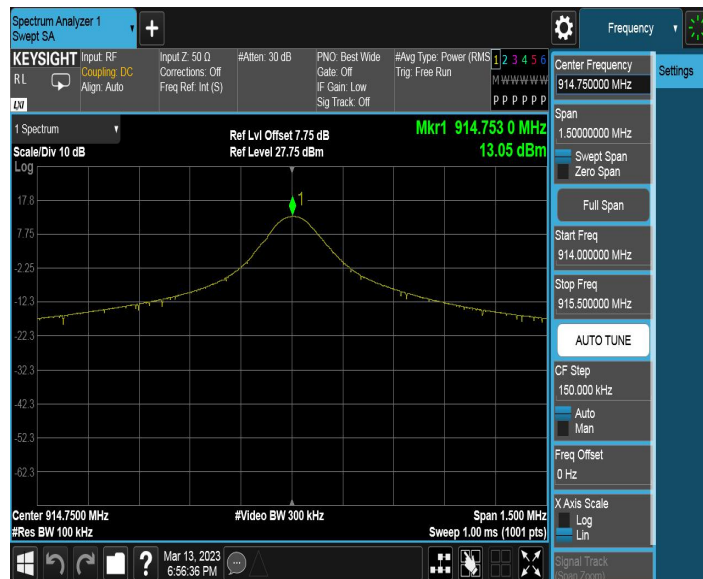 Spectrum Analyzer 1
Swept SA
+
Frequency
KEYSIGHT
RL
LXI
Input: RF
Coupling: DC
Align: Auto
Input Z: 50 Ω
Corrections: Off
Freq Ref: Int (S)
#Atten: 30 dB
PNO: Best Wide
Gate: Off
IF Gain: Low
Sig Track: Off
#Avg Type: Power (RMS
Trig: Free Run
1 2 3 4 5 6
M W W W W W
P P P P P P
Settings
Center Frequency
914.750000 MHz
Span
1.50000000 MHz
Swept Span
Zero Span
Full Span
Start Freq
914.000000 MHz
Stop Freq
915.500000 MHz
AUTO TUNE
CF Step
150.000 kHz
Auto
Man
Freq Offset
0 Hz
X Axis Scale
Log
Lin
Signal Track
(Span Zoom)
1 Spectrum
Scale/Div 10 dB
Ref Lvl Offset 7.75 dB
Ref Level 27.75 dBm
Mkr1 914.753 0 MHz
13.05 dBm
Log
1
17.8
7.75
-2.25
-12.3
-22.3
-32.3
-42.3
-52.3
-62.3
Center 914.7500 MHz
#Res BW 100 kHz
#Video BW 300 kHz
Span 1.500 MHz
Sweep 1.00 ms (1001 pts)
?
Mar 13, 2023
6:56:36 PM